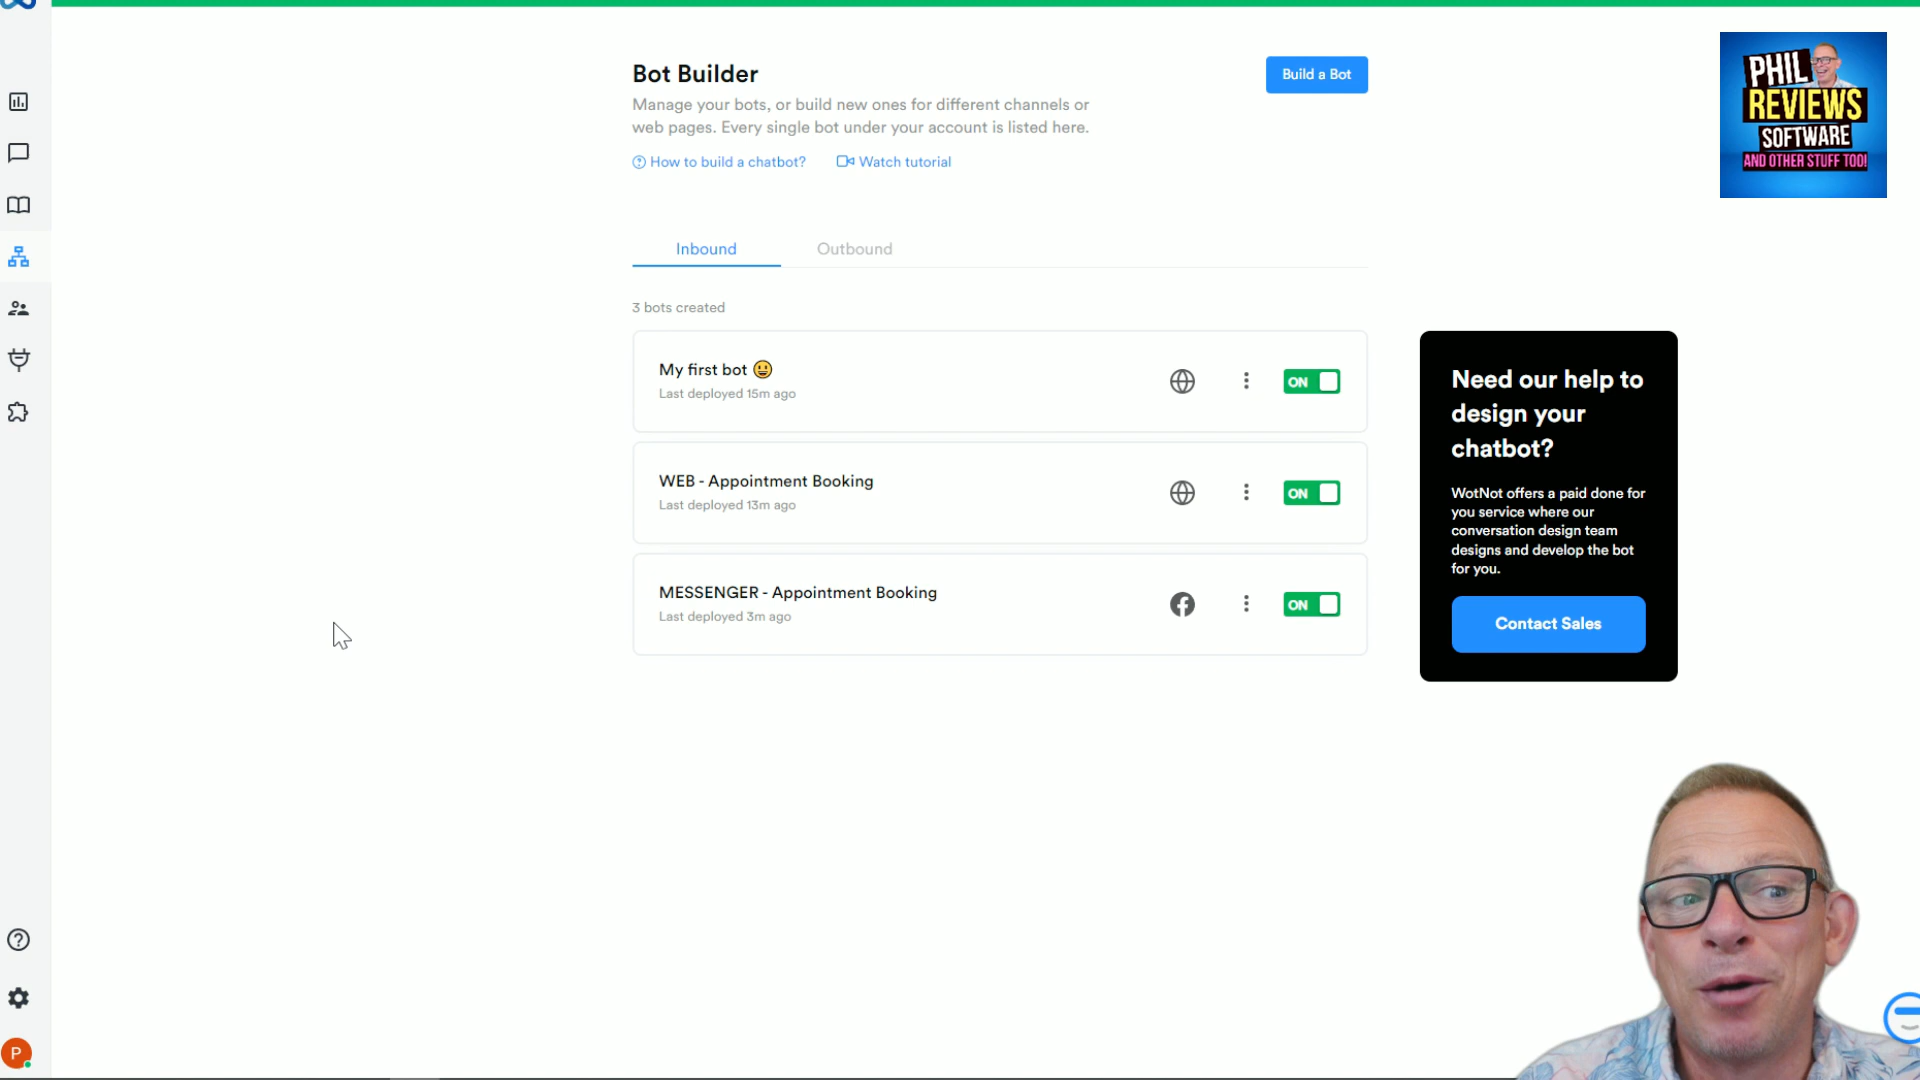 Bot Builder
Build a Bot
Manage your bots, or build new ones for different channels or
web pages. Every single bot under your account is listed here.
How to build a chatbot?
Watch tutorial
PHIL
REVIEWS
SOFTWARE
AND OTHER STUFF TOO!
Inbound
Outbound
3 bots created
My first bot 😀
Last deployed 15m ago
ON
WEB - Appointment Booking
Last deployed 13m ago
ON
MESSENGER - Appointment Booking
Last deployed 3m ago
ON
Need our help to
design your
chatbot?
WotNot offers a paid done for
you service where our
conversation design team
designs and develop the bot
for you.
Contact Sales
P